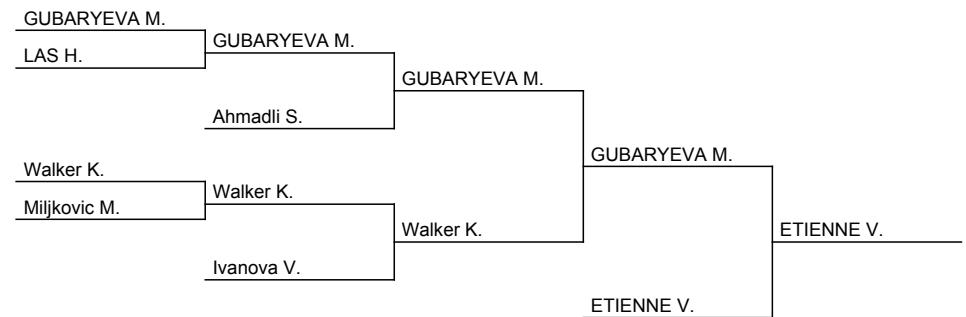 GUBARYEVA M.
LAS H.
GUBARYEVA M.
Ahmadli S.
GUBARYEVA M.
Walker K.
Miljkovic M.
Walker K.
Ivanova V.
Walker K.
GUBARYEVA M.
ETIENNE V.
ETIENNE V.